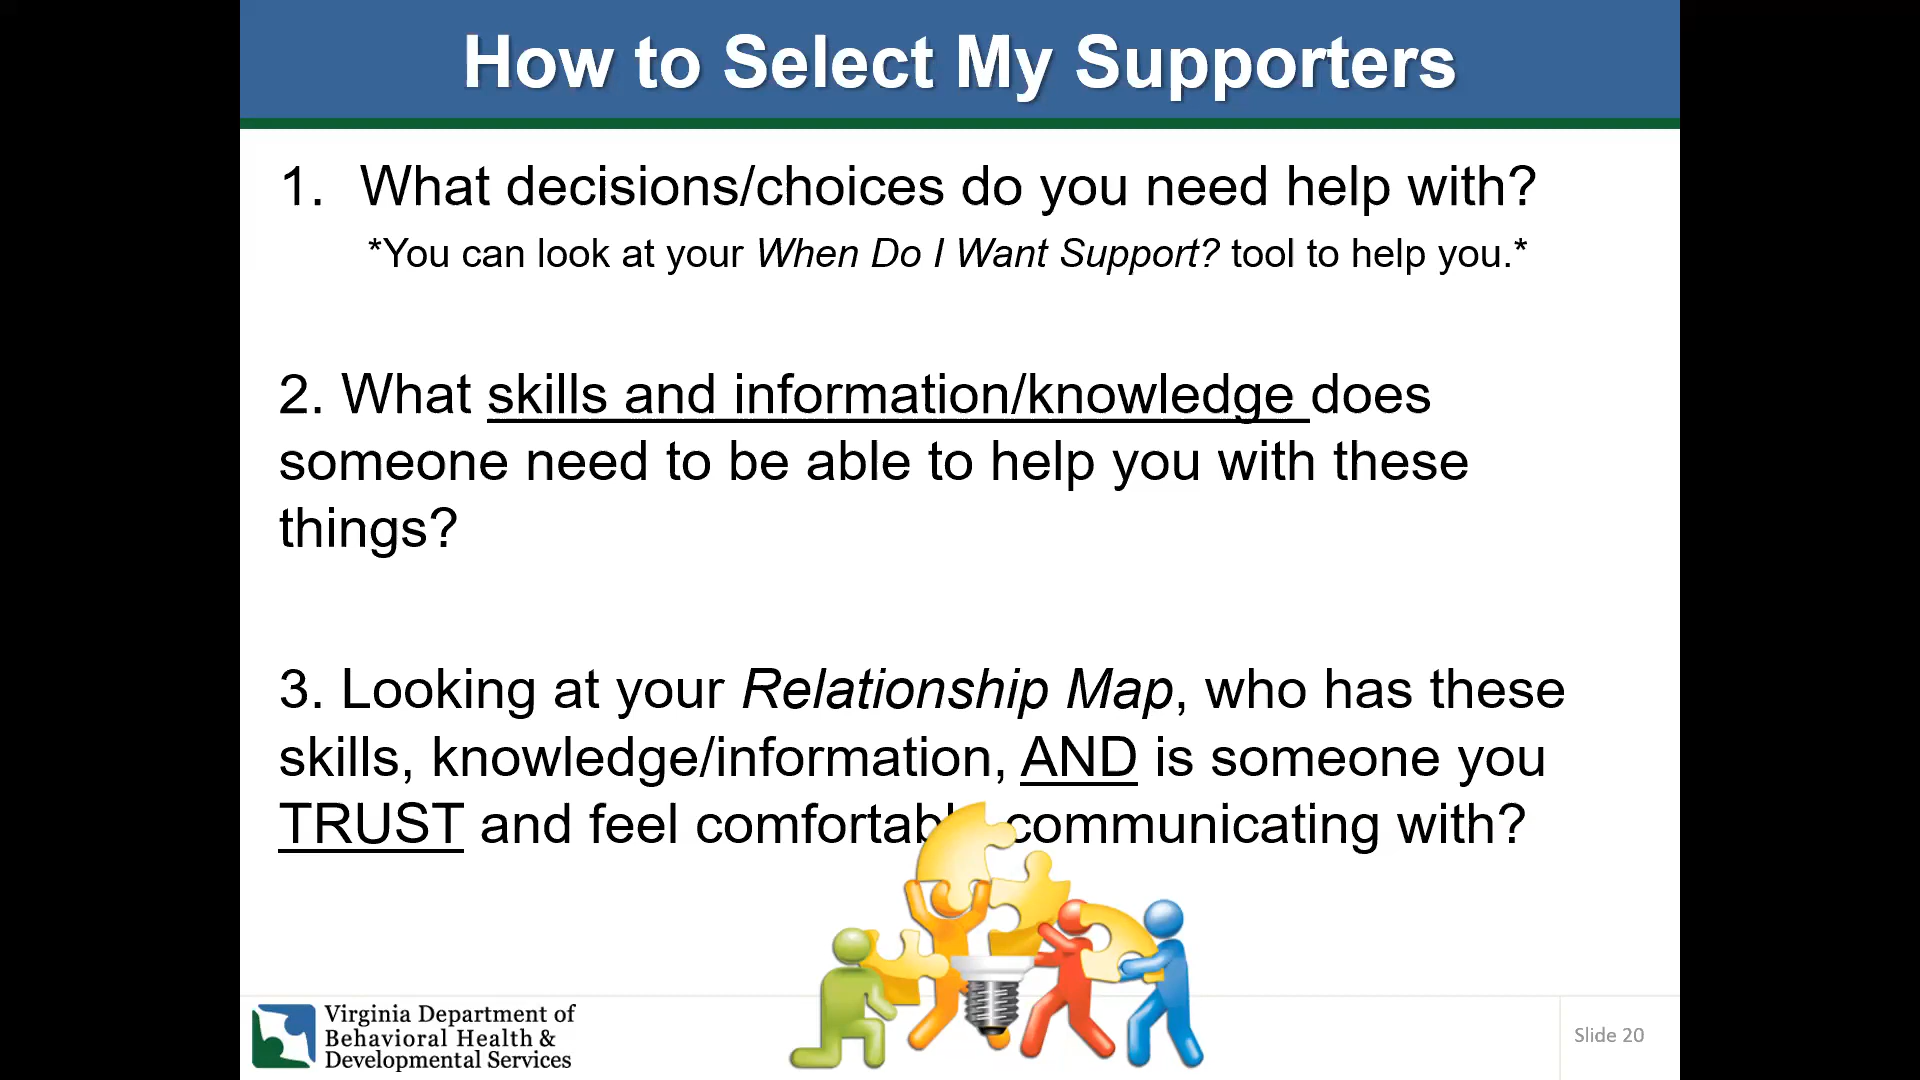 How to Select My Supporters
1. What decisions/choices do you need help with?
*You can look at your When Do I Want Support? tool to help you.*
2. What skills and information/knowledge does
someone need to be able to help you with these
things?
3. Looking at your Relationship Map, who has these
skills, knowledge/information, AND is someone you
TRUST and feel comfortable communicating with?
Virginia Department of
Behavioral Health &
Developmental Services
Slide 20